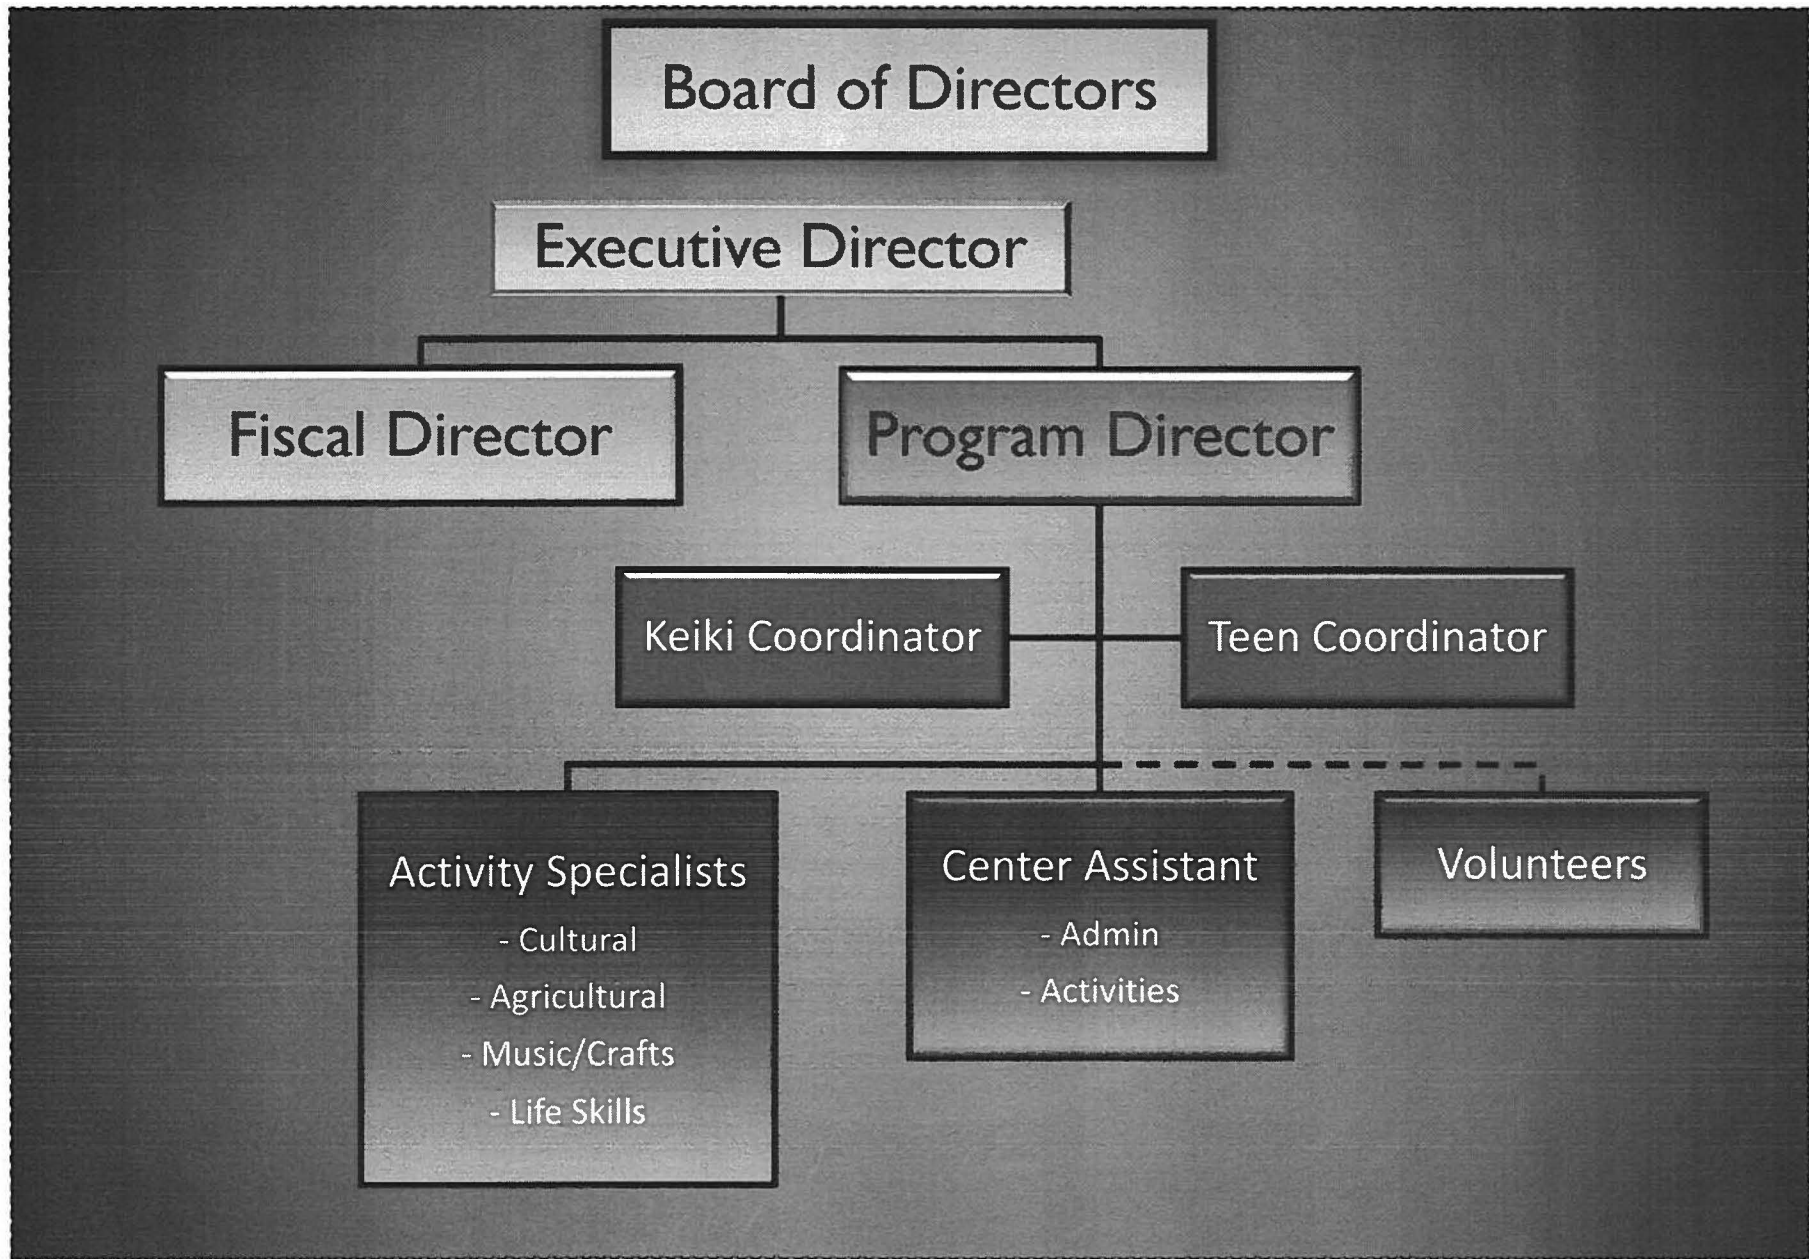 Board of Directors
Executive Director
Fiscal Director
Program Director
Keiki Coordinator
Teen Coordinator
Activity Specialists
- Cultural
- Agricultural
- Music/Crafts
- Life Skills
Center Assistant
- Admin
- Activities
Volunteers